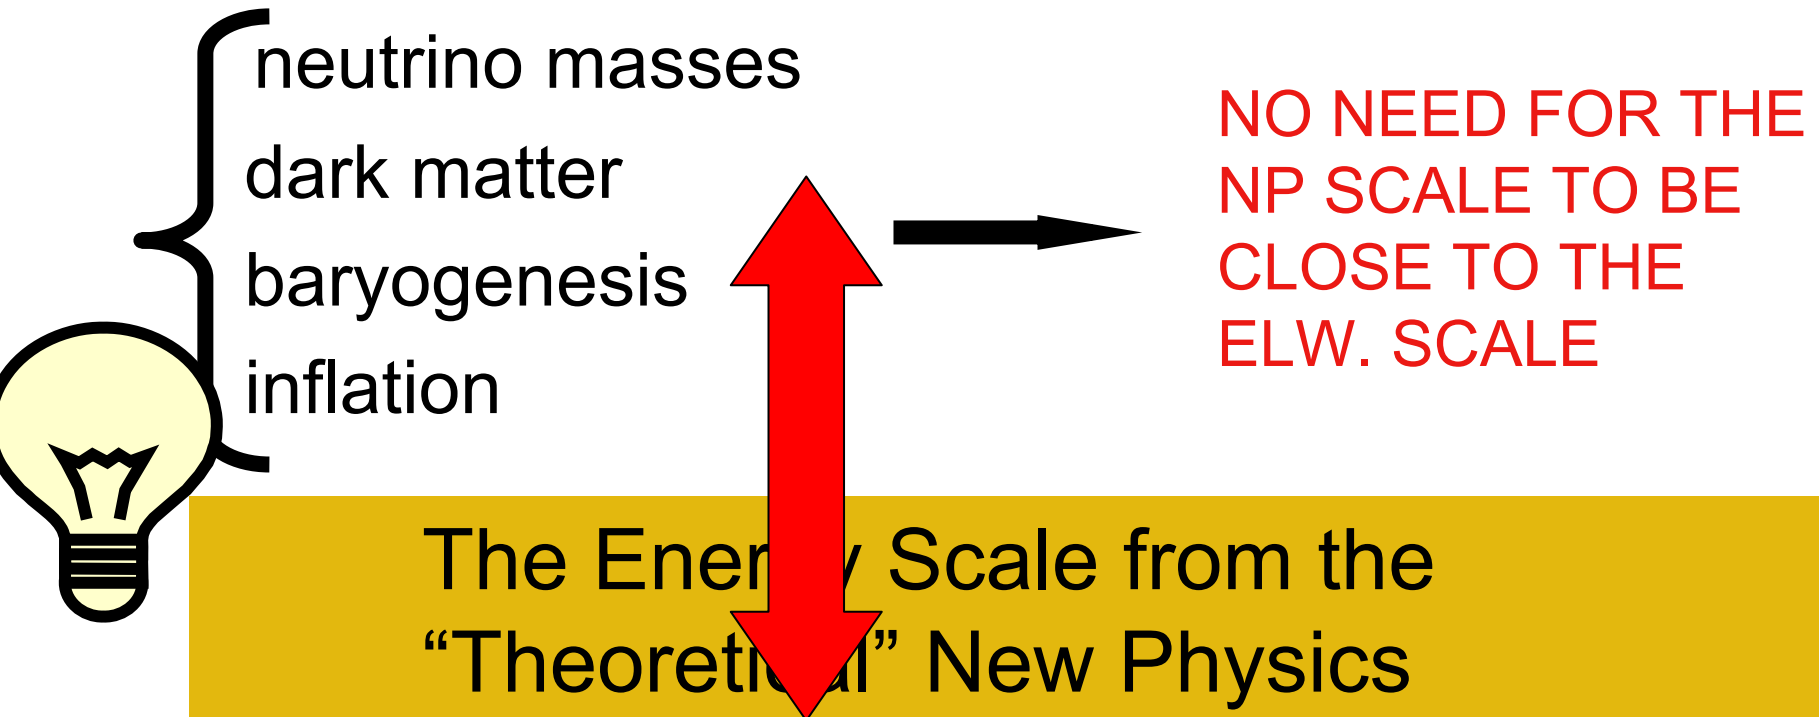 neutrino masses
dark matter
baryogenesis
inflation
NO NEED FOR THE
NP SCALE TO BE
CLOSE TO THE
ELW. SCALE
The Scale from the
New Physics